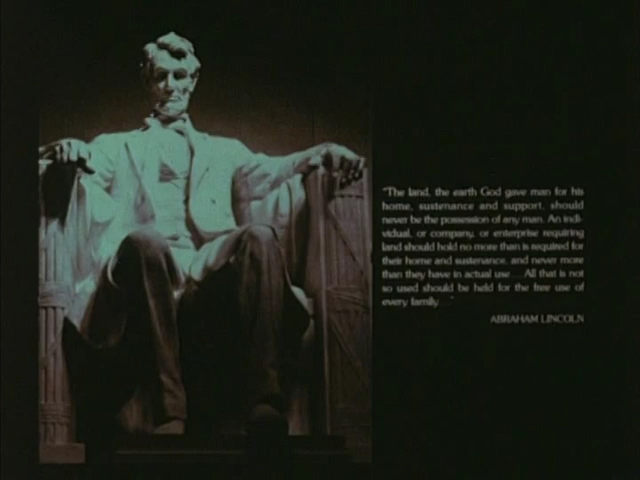 "The land, the earth God gave man for his
home, sustenance and support, should
never be the possession of any man. An indi-
vidual, or company, or enterprise requiring
land should hold no more than is required for
their home and sustenance, and never more
than they have in actual use....All that is not
so used should be held for the free use of
every family...."
ABRAHAM LINCOLN